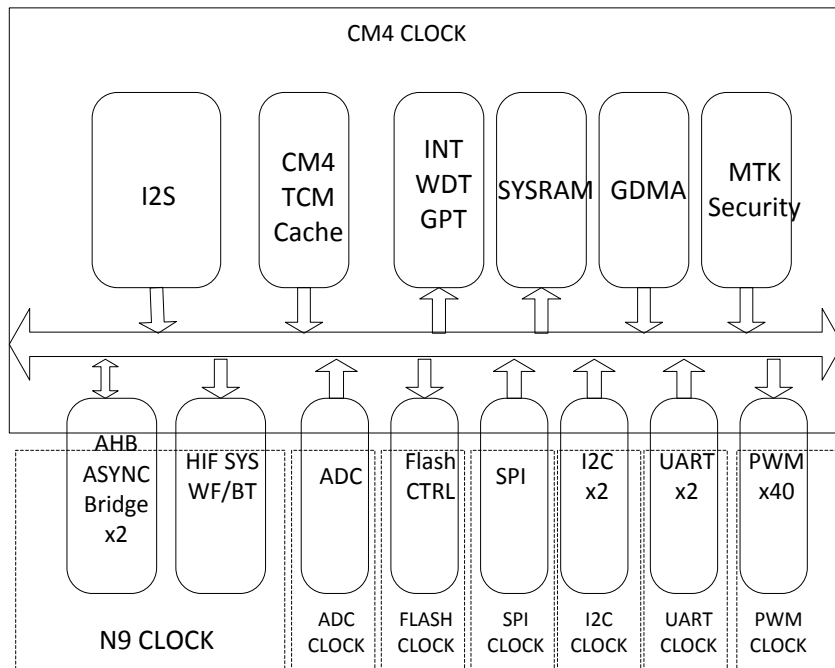 CM4 CLOCK
I2S
CM4
TCM
Cache
INT
WDT
GPT
SYSRAM
GDMA
MTK
Security
AHB
ASYNC
Bridge
x2
HIF SYS
WF/BT
ADC
Flash
CTRL
SPI
I2C
x2
UART
x2
PWM
x40
N9 CLOCK
ADC
CLOCK
FLASH
CLOCK
SPI
CLOCK
I2C
CLOCK
UART
CLOCK
PWM
CLOCK